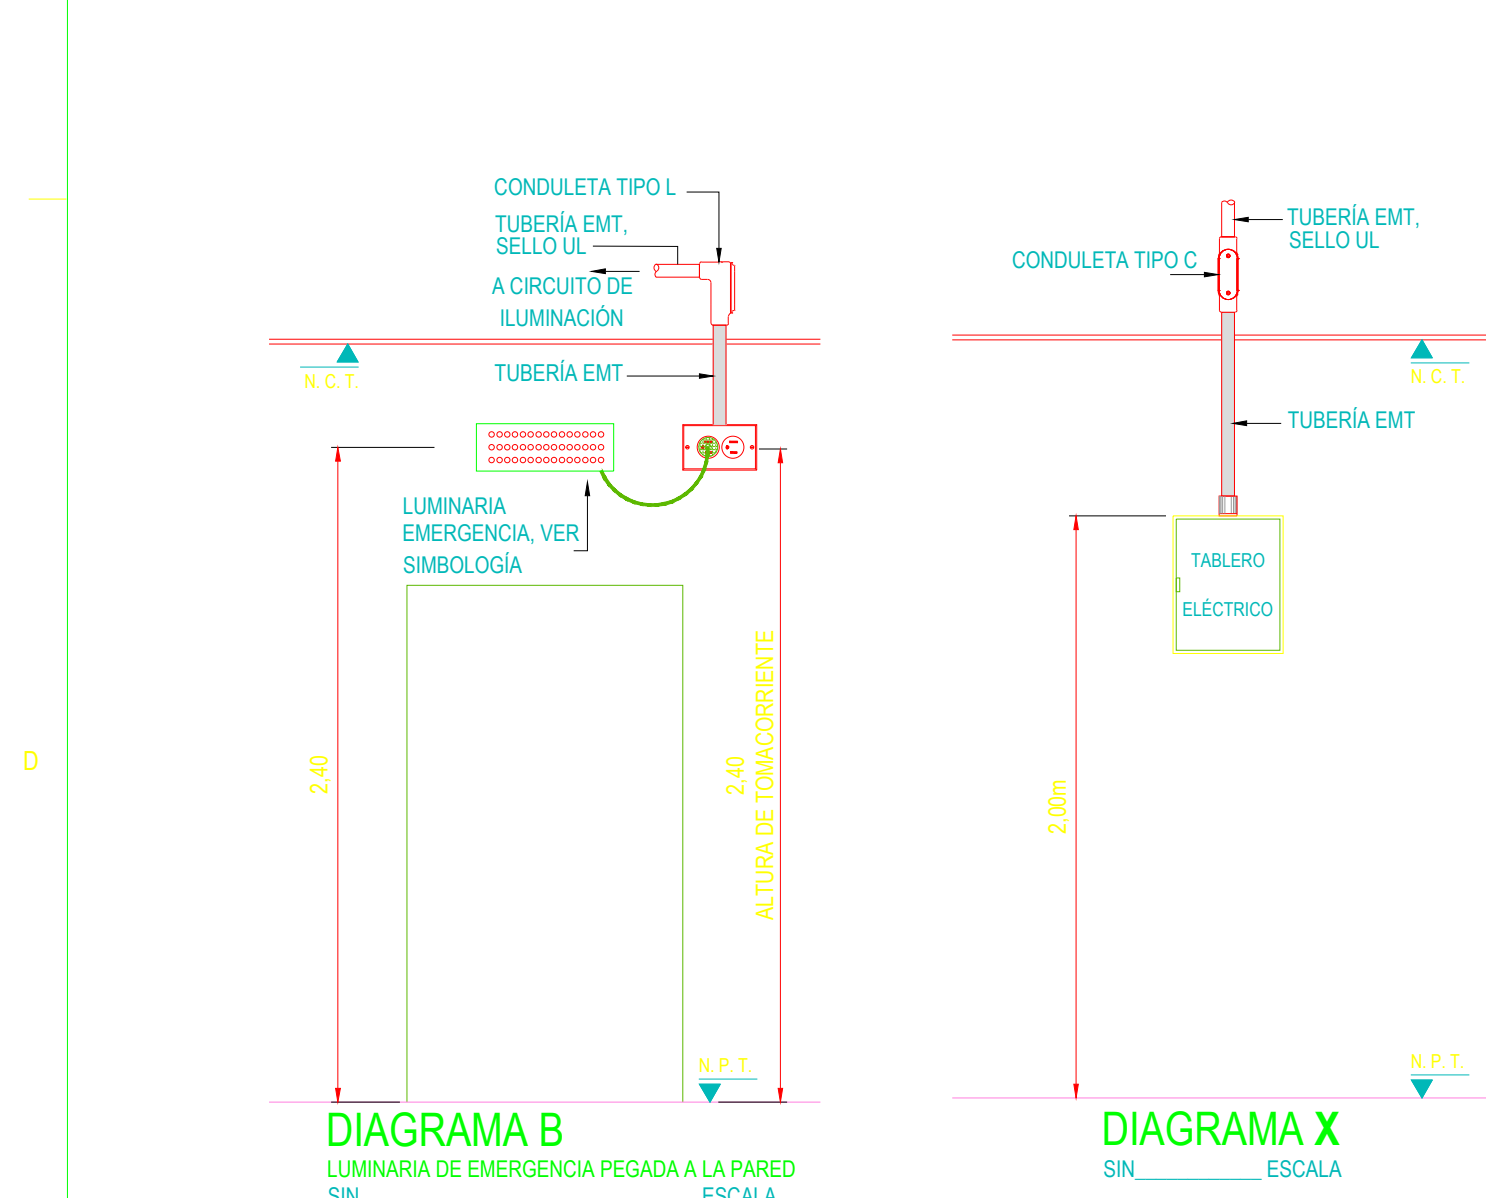 CONDULETA TIPO L
TUBERÍA EMT,
SELLO UL
A CIRCUITO DE
ILUMINACIÓN
N. C. T.
TUBERÍA EMT
LUMINARIA
EMERGENCIA, VER
SIMBOLOGÍA
2,40
2,40
ALTURA DE TOMACORRIENTE
N. P. T.
DIAGRAMA B
LUMINARIA DE EMERGENCIA PEGADA A LA PARED
SIN ESCALA
D
TUBERÍA EMT,
SELLO UL
CONDULETA TIPO C
N. C. T.
TUBERÍA EMT
TABLERO
ELÉCTRICO
2,00m
N. P. T.
DIAGRAMA X
SIN____________ ESCALA